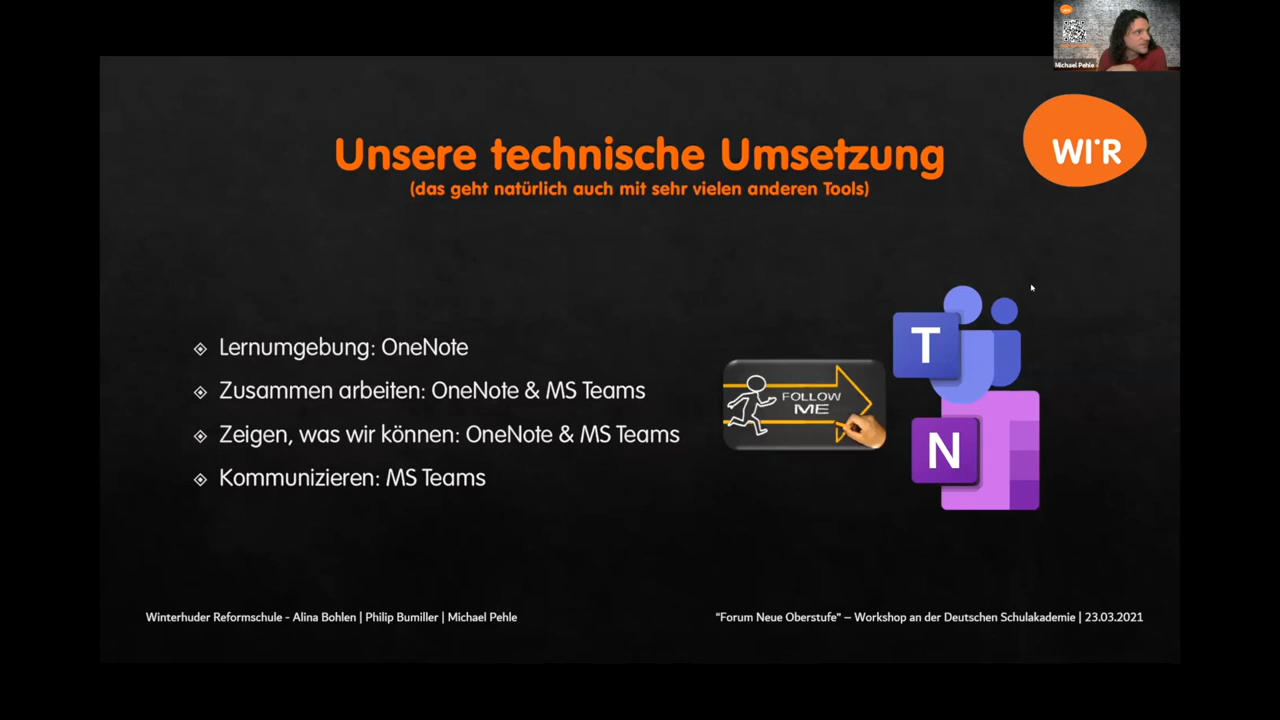 Michael Pehle
WIR
Unsere technische Umsetzung
(das geht natürlich auch mit sehr vielen anderen Tools)
Lernumgebung: OneNote
Zusammen arbeiten: OneNote & MS Teams
Zeigen, was wir können: OneNote & MS Teams
Kommunizieren: MS Teams
FOLLOW
ME
T
N
Winterhuder Reformschule - Alina Bohlen | Philip Bumiller | Michael Pehle
“Forum Neue Oberstufe” – Workshop an der Deutschen Schulakademie | 23.03.2021